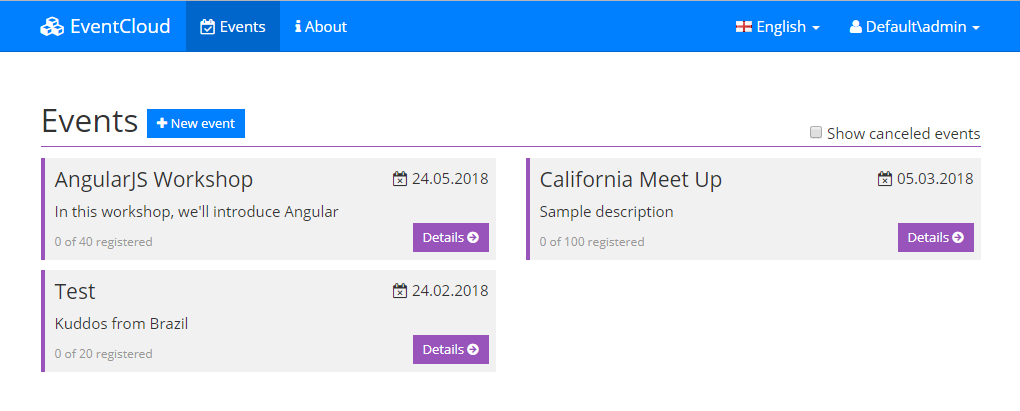 EventCloud Events About English Default\admin
Events New event
Show canceled events
AngularJS Workshop 24.05.2018
In this workshop, we'll introduce Angular
0 of 40 registered Details
California Meet Up 05.03.2018
Sample description
0 of 100 registered Details
Test 24.02.2018
Kuddos from Brazil
0 of 20 registered Details